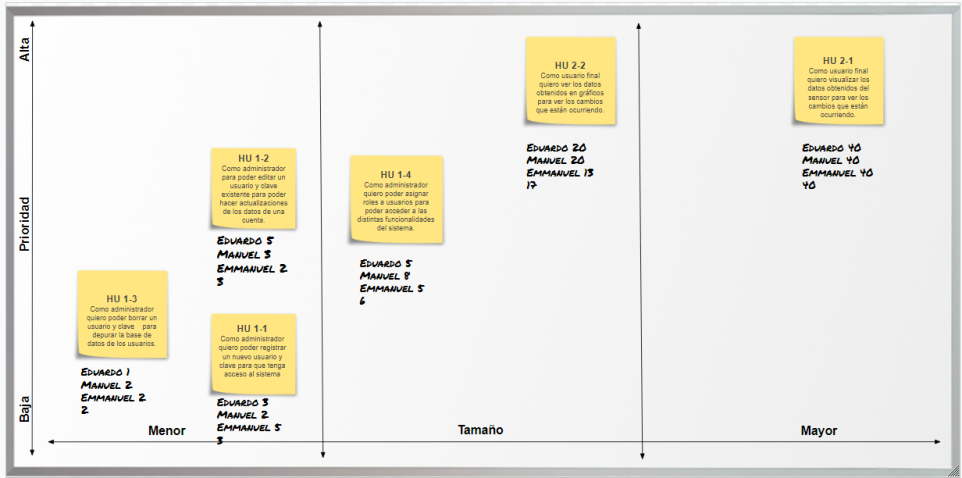 Alta
Prioridad
Baja
HU 2-2
Como usuario final
quiero ver los datos
obtenidos en gráficos
para ver los cambios
que están ocurriendo.
Eduardo 20
Manuel 20
Emmanuel 13
17
HU 2-1
Como usuario final
quiero visualizar los
datos obtenidos del
sensor para ver los
cambios que están
ocurriendo.
Eduardo 40
Manuel 40
Emmanuel 40
40
HU 1-2
Como administrador
para poder editar un
usuario y clave
existente para poder
hacer actualizaciones
de los datos de una
cuenta.
Eduardo 5
Manuel 3
Emmanuel 2
3
HU 1-4
Como administrador
quiero poder asignar
roles a usuarios para
poder acceder a las
distintas funcionalidades
del sistema.
Eduardo 5
Manuel 8
Emmanuel 5
6
HU 1-3
Como administrador
quiero poder borrar un
usuario y clave para
depurar la base de
datos de los usuarios.
Eduardo 1
Manuel 2
Emmanuel 2
2
HU 1-1
Como administrador
quiero poder registrar
un nuevo usuario y
clave para que tenga
acceso al sistema
Eduardo 3
Manuel 2
Emmanuel 5
3
Menor
Tamaño
Mayor